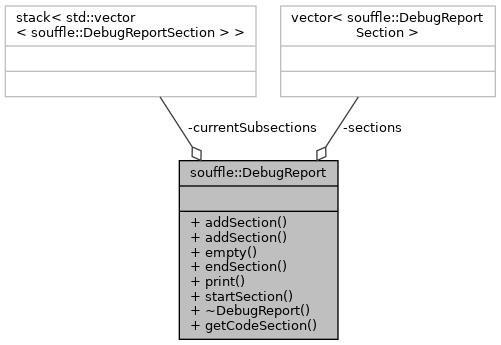 stack< std::vector
< souffle::DebugReportSection > >
vector< souffle::DebugReport
Section >
-currentSubsections
-sections
souffle::DebugReport
+ addSection()
+ addSection()
+ empty()
+ endSection()
+ print()
+ startSection()
+ ~DebugReport()
+ getCodeSection()